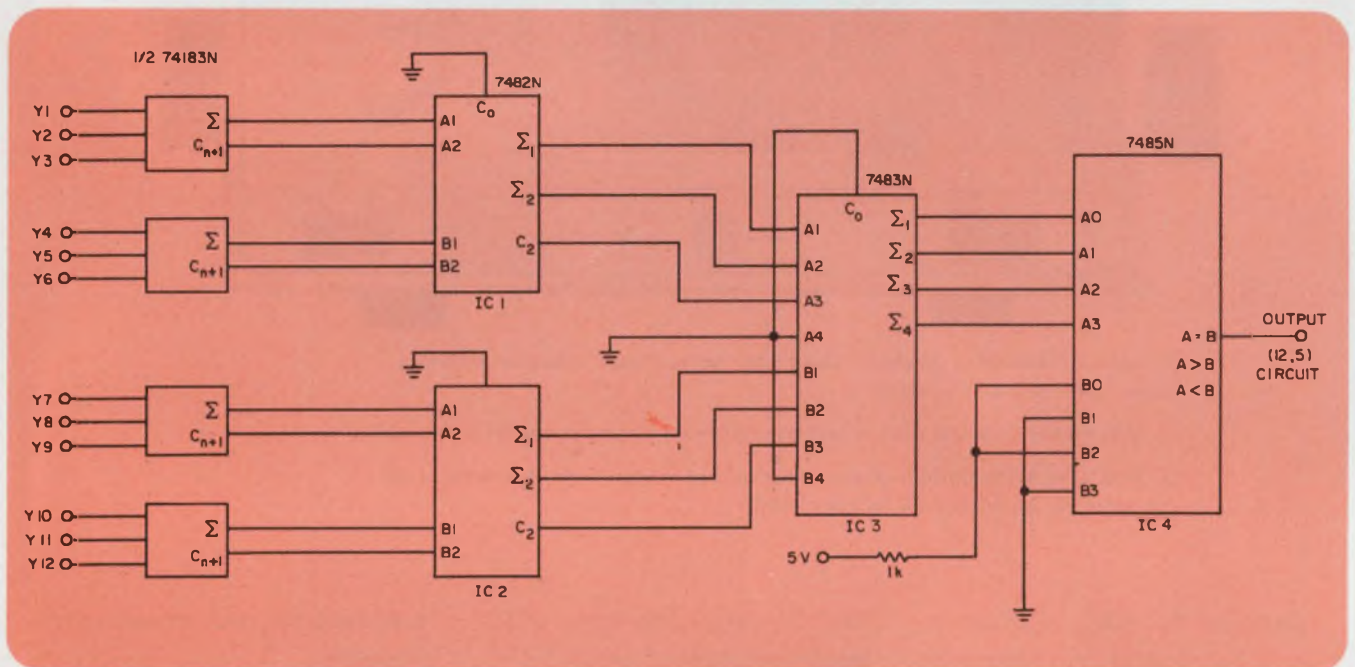 1/2 74183N
Y1
Y2
Y3
Σ
Cn+1
Y4
Y5
Y6
Σ
Cn+1
Y7
Y8
Y9
Σ
Cn+1
Y10
Y11
Y12
Σ
Cn+1
7482N
C0
A1
A2
B1
B2
Σ1
Σ2
C2
IC 1
A1
A2
B1
B2
Σ1
Σ2
C2
IC 2
7483N
C0
A1
A2
A3
A4
B1
B2
B3
B4
Σ1
Σ2
Σ3
Σ4
IC 3
5V
1k
7485N
A0
A1
A2
A3
B0
B1
B2
B3
A=B
A>B
A<B
IC 4
OUTPUT
(12,5)
CIRCUIT